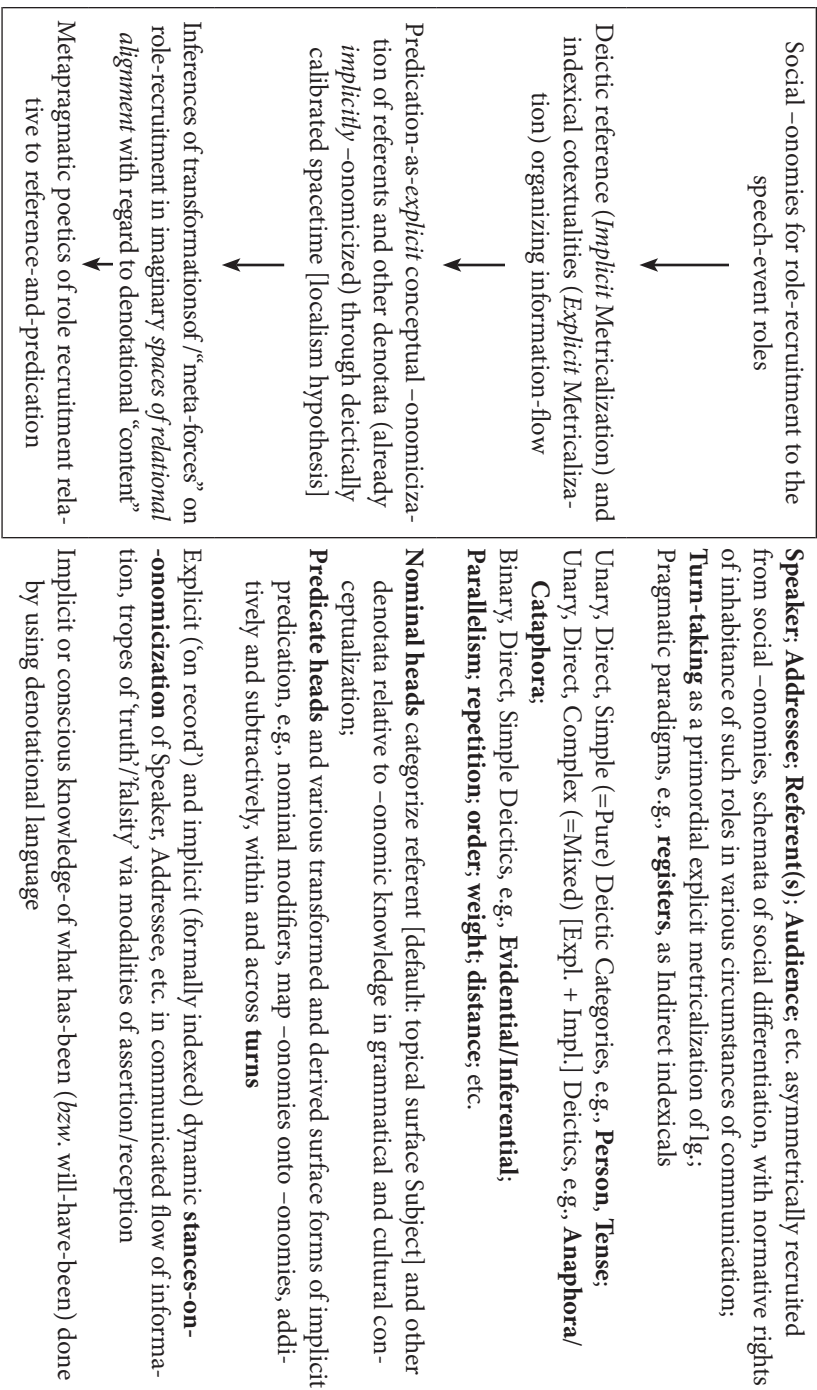 Social –onomies for role-recruitment to the
speech-event roles
Deictic reference (Implicit Metricalization) and
indexical cotextualities (Explicit Metricaliza-
tion) organizing information-flow
Predication-as-explicit conceptual –onomiciza-
tion of referents and other denotata (already
implicitly –onomicized) through deictically
calibrated spacetime [localism hypothesis]
Inferences of transformationsof /“meta-forces” on
role-recruitment in imaginary spaces of relational
alignment with regard to denotational “content”
Metapragmatic poetics of role recruitment rela-
tive to reference-and-predication
Speaker; Addressee; Referent(s); Audience; etc. asymmetrically recruited
from social –onomies, schemata of social differentiation, with normative rights
of inhabitance of such roles in various circumstances of communication;
Turn-taking as a primordial explicit metricalization of lg.;
Pragmatic paradigms, e.g., registers, as Indirect indexicals
Unary, Direct, Simple (=Pure) Deictic Categories, e.g., Person, Tense;
Unary, Direct, Complex (=Mixed) [Expl. + Impl.] Deictics, e.g., Anaphora/
Cataphora;
Binary, Direct, Simple Deictics, e.g., Evidential/Inferential;
Parallelism; repetition; order; weight; distance; etc.
Nominal heads categorize referent [default: topical surface Subject] and other
denotata relative to –onomic knowledge in grammatical and cultural con-
ceptualization;
Predicate heads and various transformed and derived surface forms of implicit
predication, e.g., nominal modifiers, map –onomies onto –onomies, addi-
tively and subtractively, within and across turns
Explicit (‘on record’) and implicit (formally indexed) dynamic stances-on-
-onomicization of Speaker, Addressee, etc. in communicated flow of informa-
tion, tropes of ‘truth’/‘falsity’ via modalities of assertion/reception
Implicit or conscious knowledge-of what has-been (bzw. will-have-been) done
by using denotational language